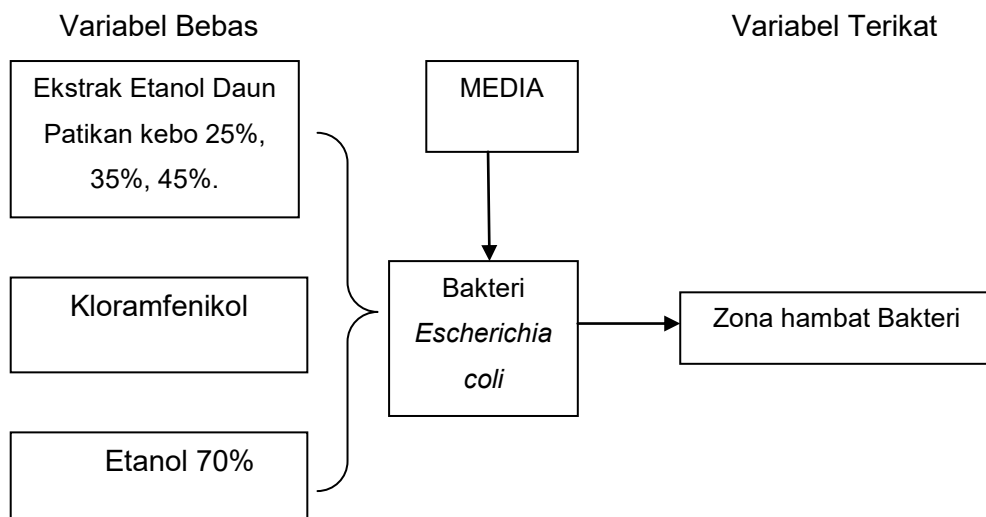 Variabel Bebas
Variabel Terikat
Ekstrak Etanol Daun
Patikan kebo 25%,
35%, 45%.
MEDIA
Kloramfenikol
Bakteri
Escherichia
coli
Zona hambat Bakteri
Etanol 70%